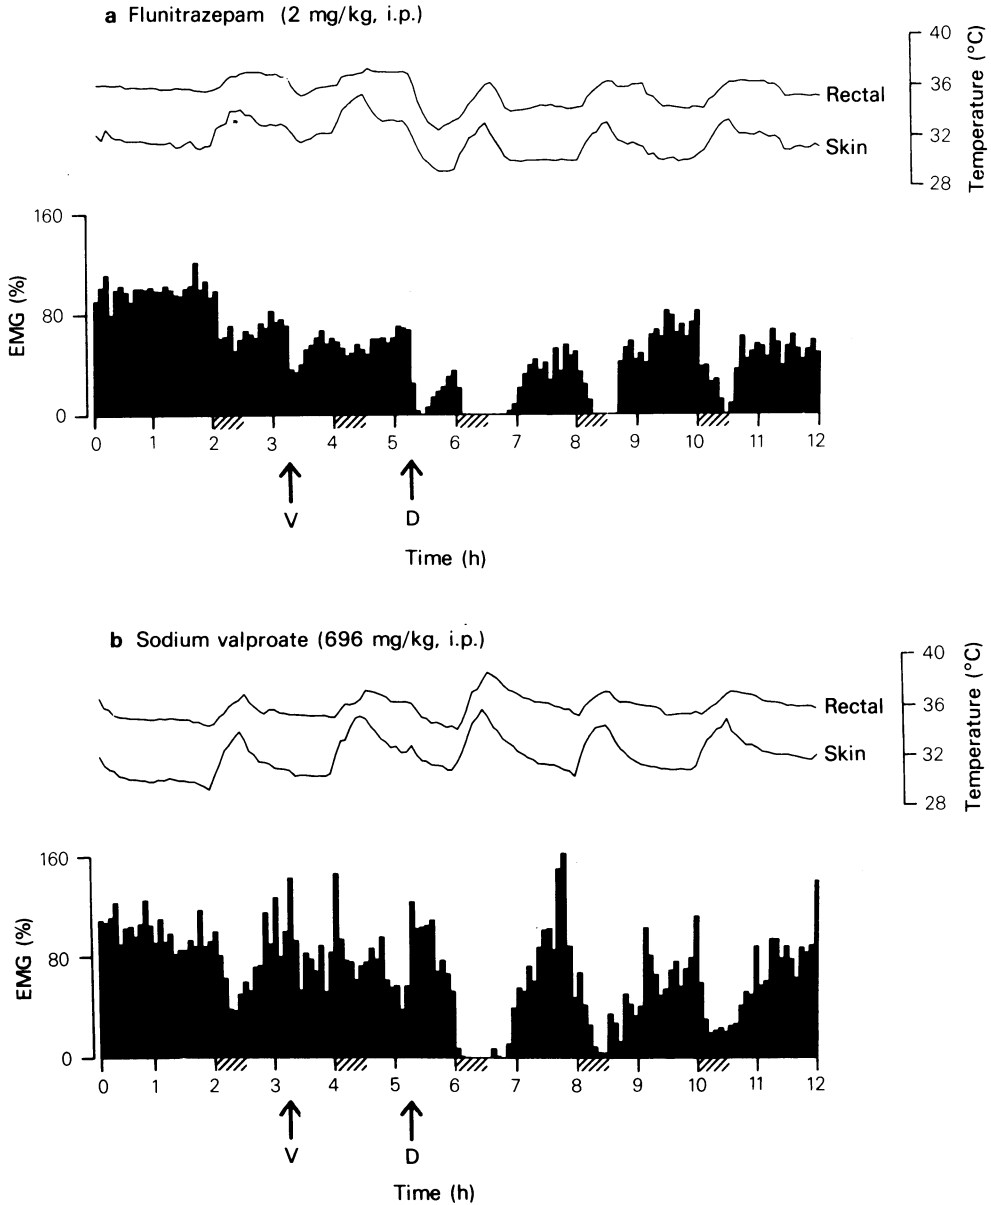 a Flunitrazepam (2 mg/kg, i.p.)
40
36
32
28
Temperature (°C)
Rectal
Skin
160
80
0
EMG (%)
0 1 2 3 4 5 6 7 8 9 10 11 12
V D
Time (h)
b Sodium valproate (696 mg/kg, i.p.)
40
36
32
28
Temperature (°C)
Rectal
Skin
160
80
0
EMG (%)
0 1 2 3 4 5 6 7 8 9 10 11 12
V D
Time (h)